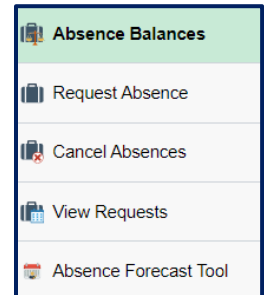 Absence Balances
Request Absence
Cancel Absences
View Requests
Absence Forecast Tool